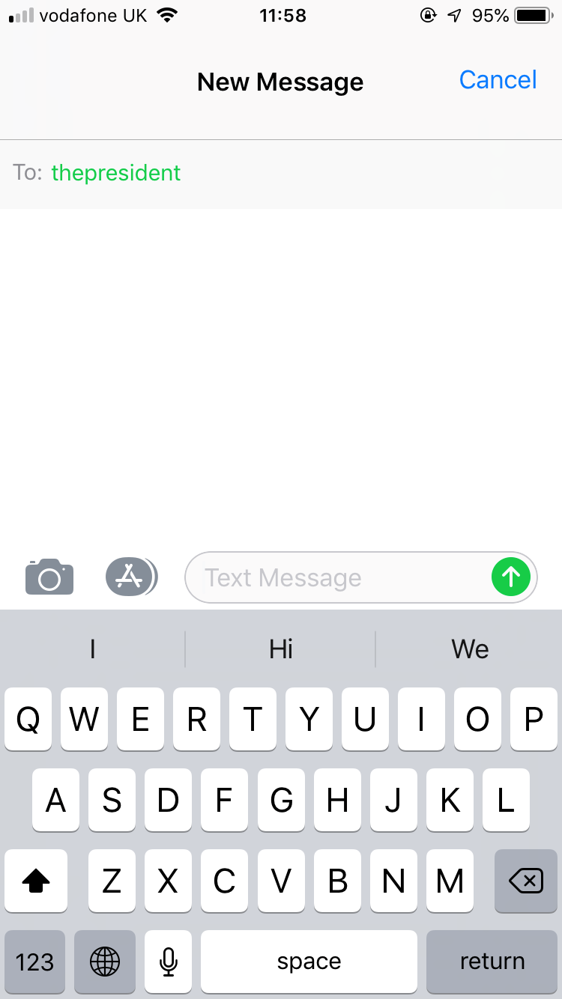 vodafone UK 11:58 95%
New Message Cancel
To: thepresident
Text Message
I Hi We
Q W E R T Y U I O P
A S D F G H J K L
Z X C V B N M
123 space return